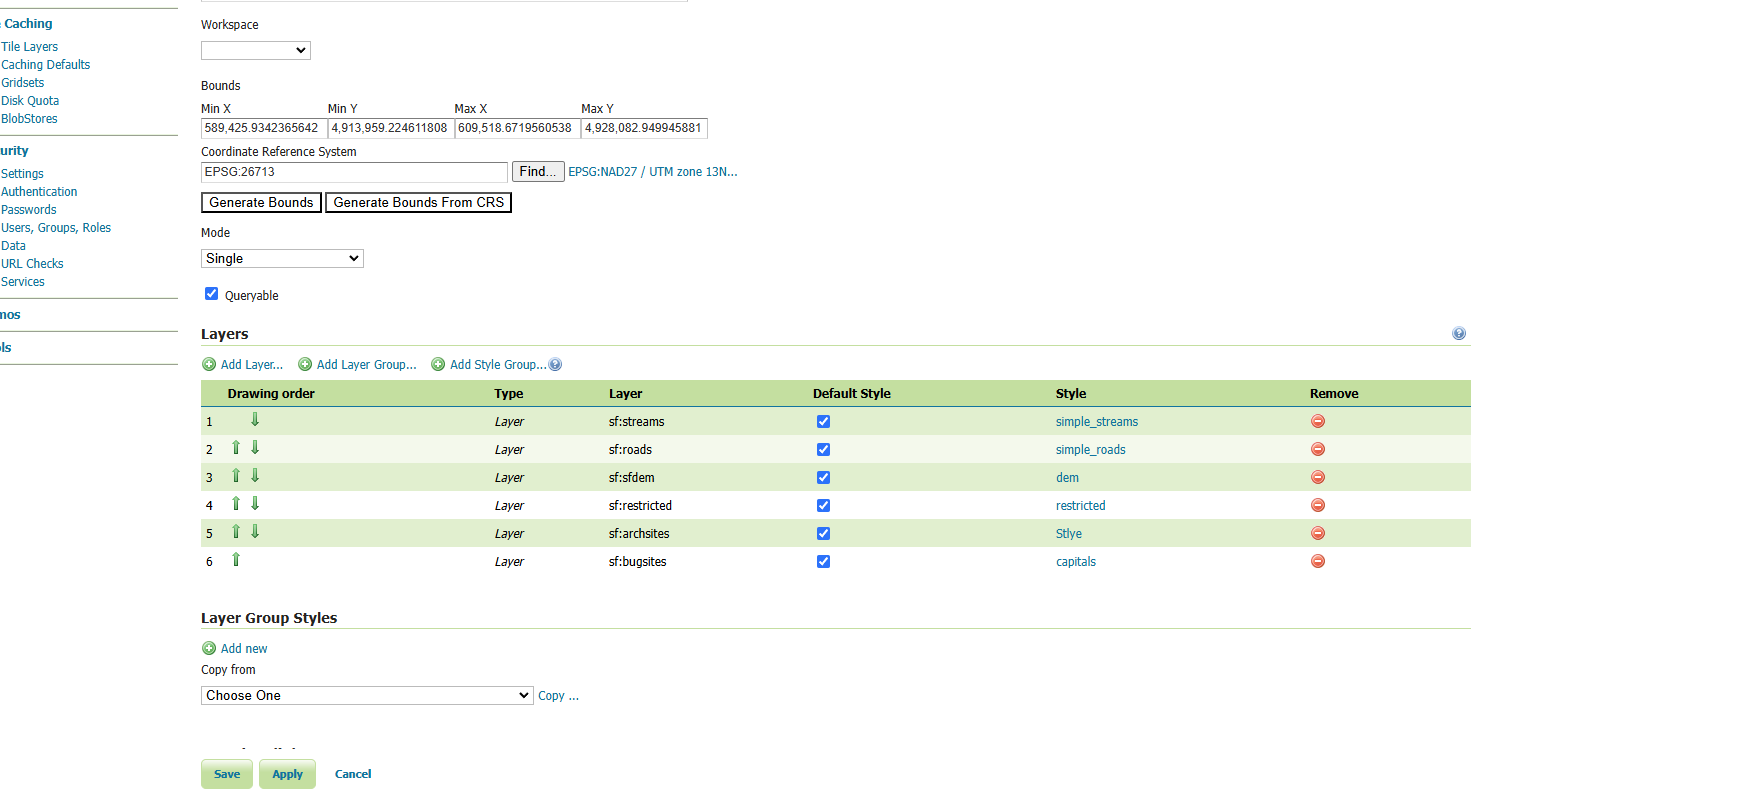 Caching
Tile Layers
Caching Defaults
Gridsets
Disk Quota
BlobStores
urity
Settings
Authentication
Passwords
Users, Groups, Roles
Data
URL Checks
Services
mos
ls
Workspace
Bounds
Min X Min Y Max X Max Y
589,425.9342365642 4,913,959.224611808 609,518.6719560538 4,928,082.949945881
Coordinate Reference System
EPSG:26713 Find... EPSG:NAD27 / UTM zone 13N...
Generate Bounds Generate Bounds From CRS
Mode
Single
Queryable
Layers
Add Layer... Add Layer Group... Add Style Group...
Drawing order Type Layer Default Style Style Remove
1 Layer sf:streams simple_streams
2 Layer sf:roads simple_roads
3 Layer sf:sfdem dem
4 Layer sf:restricted restricted
5 Layer sf:archsites Stlye
6 Layer sf:bugsites capitals
Layer Group Styles
Add new
Copy from
Choose One Copy ...
Save Apply Cancel